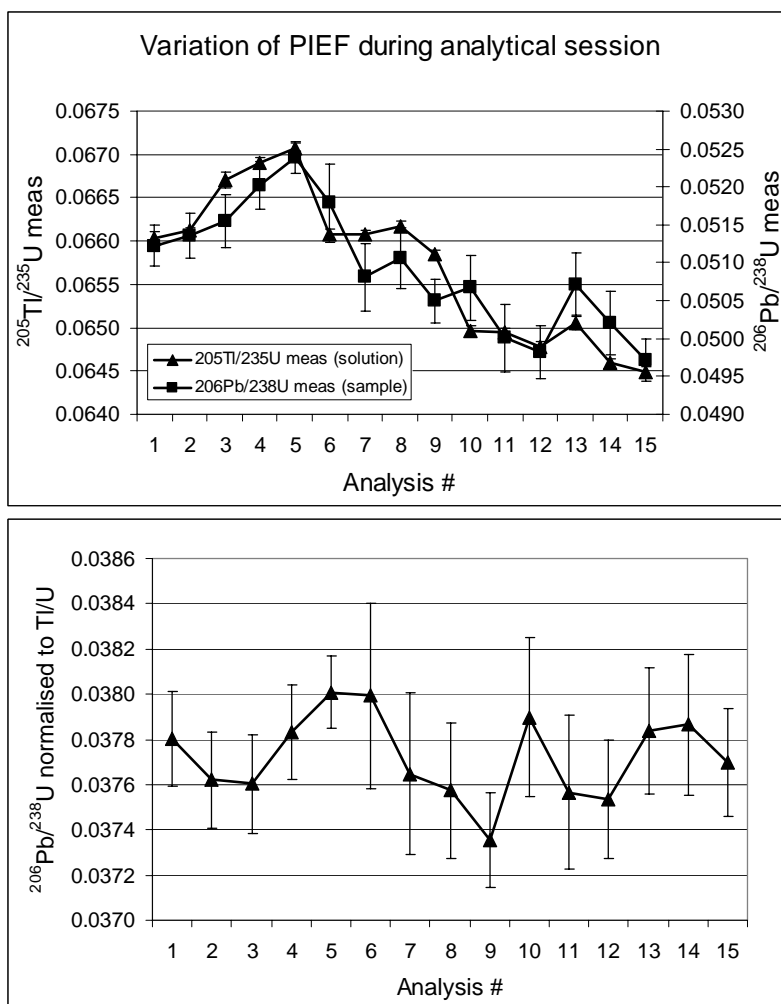 Variation of PIEF during analytical session
0.0675
0.0670
0.0665
0.0660
0.0655
0.0650
0.0645
0.0640
²⁰⁵Tl/²³⁵U meas
0.0530
0.0525
0.0520
0.0515
0.0510
0.0505
0.0500
0.0495
0.0490
²⁰⁶Pb/²³⁸U meas
205Tl/235U meas (solution)
206Pb/238U meas (sample)
1 2 3 4 5 6 7 8 9 10 11 12 13 14 15
Analysis #
0.0386
0.0384
0.0382
0.0380
0.0378
0.0376
0.0374
0.0372
0.0370
²⁰⁶Pb/²³⁸U normalised to Tl/U
1 2 3 4 5 6 7 8 9 10 11 12 13 14 15
Analysis #